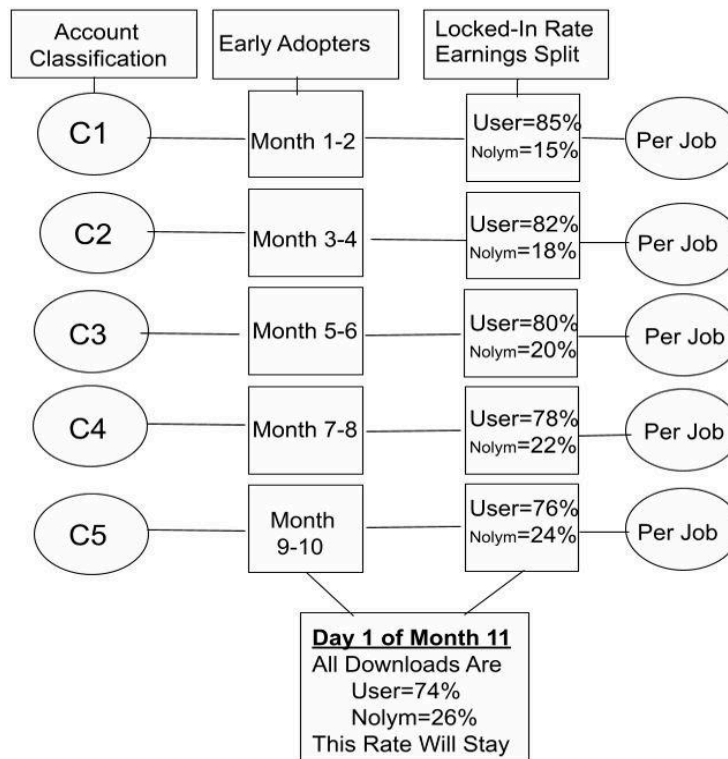 Account
Classification
Early Adopters
Locked-In Rate
Earnings Split
C1
Month 1-2
User=85%
Nolym=15%
Per Job
C2
Month 3-4
User=82%
Nolym=18%
Per Job
C3
Month 5-6
User=80%
Nolym=20%
Per Job
C4
Month 7-8
User=78%
Nolym=22%
Per Job
C5
Month
9-10
User=76%
Nolym=24%
Per Job
Day 1 of Month 11
All Downloads Are
User=74%
Nolym=26%
This Rate Will Stay